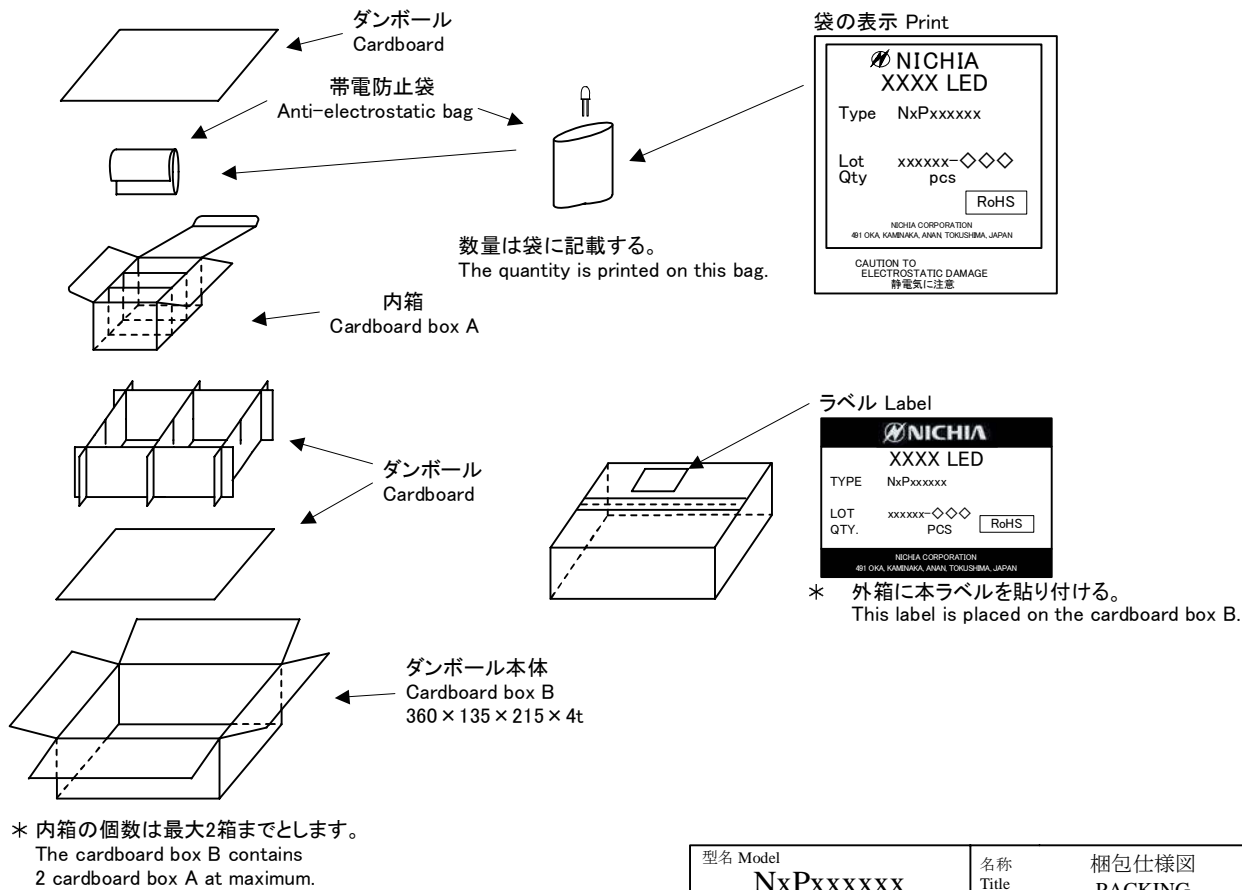 ダンボール
Cardboard
帯電防止袋
Anti-electrostatic bag
袋の表示 Print
NICHIA
XXXX LED
Type NxPxxxxxx
Lot xxxxxx-◇◇◇
Qty pcs
RoHS
NICHIA CORPORATION
491 OKA, KAMINAKA, ANAN, TOKUSHIMA, JAPAN
CAUTION TO
ELECTROSTATIC DAMAGE
静電気に注意
数量は袋に記載する。
The quantity is printed on this bag.
内箱
Cardboard box A
ダンボール
Cardboard
ラベル Label
NICHIA
XXXX LED
TYPE NxPxxxxxx
LOT xxxxxx-◇◇◇
QTY. PCS
RoHS
NICHIA CORPORATION
491 OKA, KAMINAKA, ANAN, TOKUSHIMA, JAPAN
* 外箱に本ラベルを貼り付ける。
This label is placed on the cardboard box B.
ダンボール本体
Cardboard box B
360×135×215×4t
* 内箱の個数は最大2箱までとします。
The cardboard box B contains
2 cardboard box A at maximum.
型名 Model
NxPxxxxxx
名称 梱包仕様図
Title PACKING